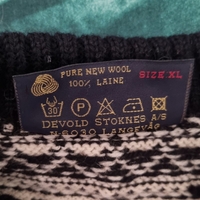 PURE NEW WOOL
SIZE XL
100% LAINE
30 P A
DEVOLD STOKNES A/S
N-6030 LANGEVÅG